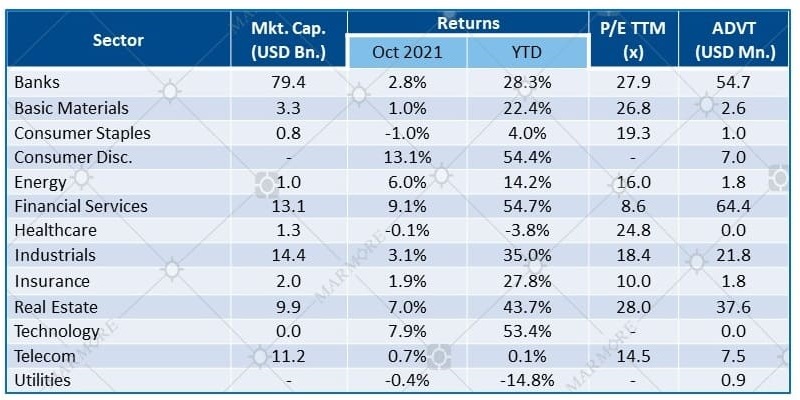 Sector Mkt. Cap. (USD Bn.) Returns P/E TTM (x) ADVT (USD Mn.)
Oct 2021 YTD
Banks 79.4 2.8% 28.3% 27.9 54.7
Basic Materials 3.3 1.0% 22.4% 26.8 2.6
Consumer Staples 0.8 -1.0% 4.0% 19.3 1.0
Consumer Disc. - 13.1% 54.4% - 7.0
Energy 1.0 6.0% 14.2% 16.0 1.8
Financial Services 13.1 9.1% 54.7% 8.6 64.4
Healthcare 1.3 -0.1% -3.8% 24.8 0.0
Industrials 14.4 3.1% 35.0% 18.4 21.8
Insurance 2.0 1.9% 27.8% 10.0 1.8
Real Estate 9.9 7.0% 43.7% 28.0 37.6
Technology 0.0 7.9% 53.4% - 0.0
Telecom 11.2 0.7% 0.1% 14.5 7.5
Utilities - -0.4% -14.8% - 0.9
MARMORE
MARMORE
MARMORE
MARMORE
MARMORE